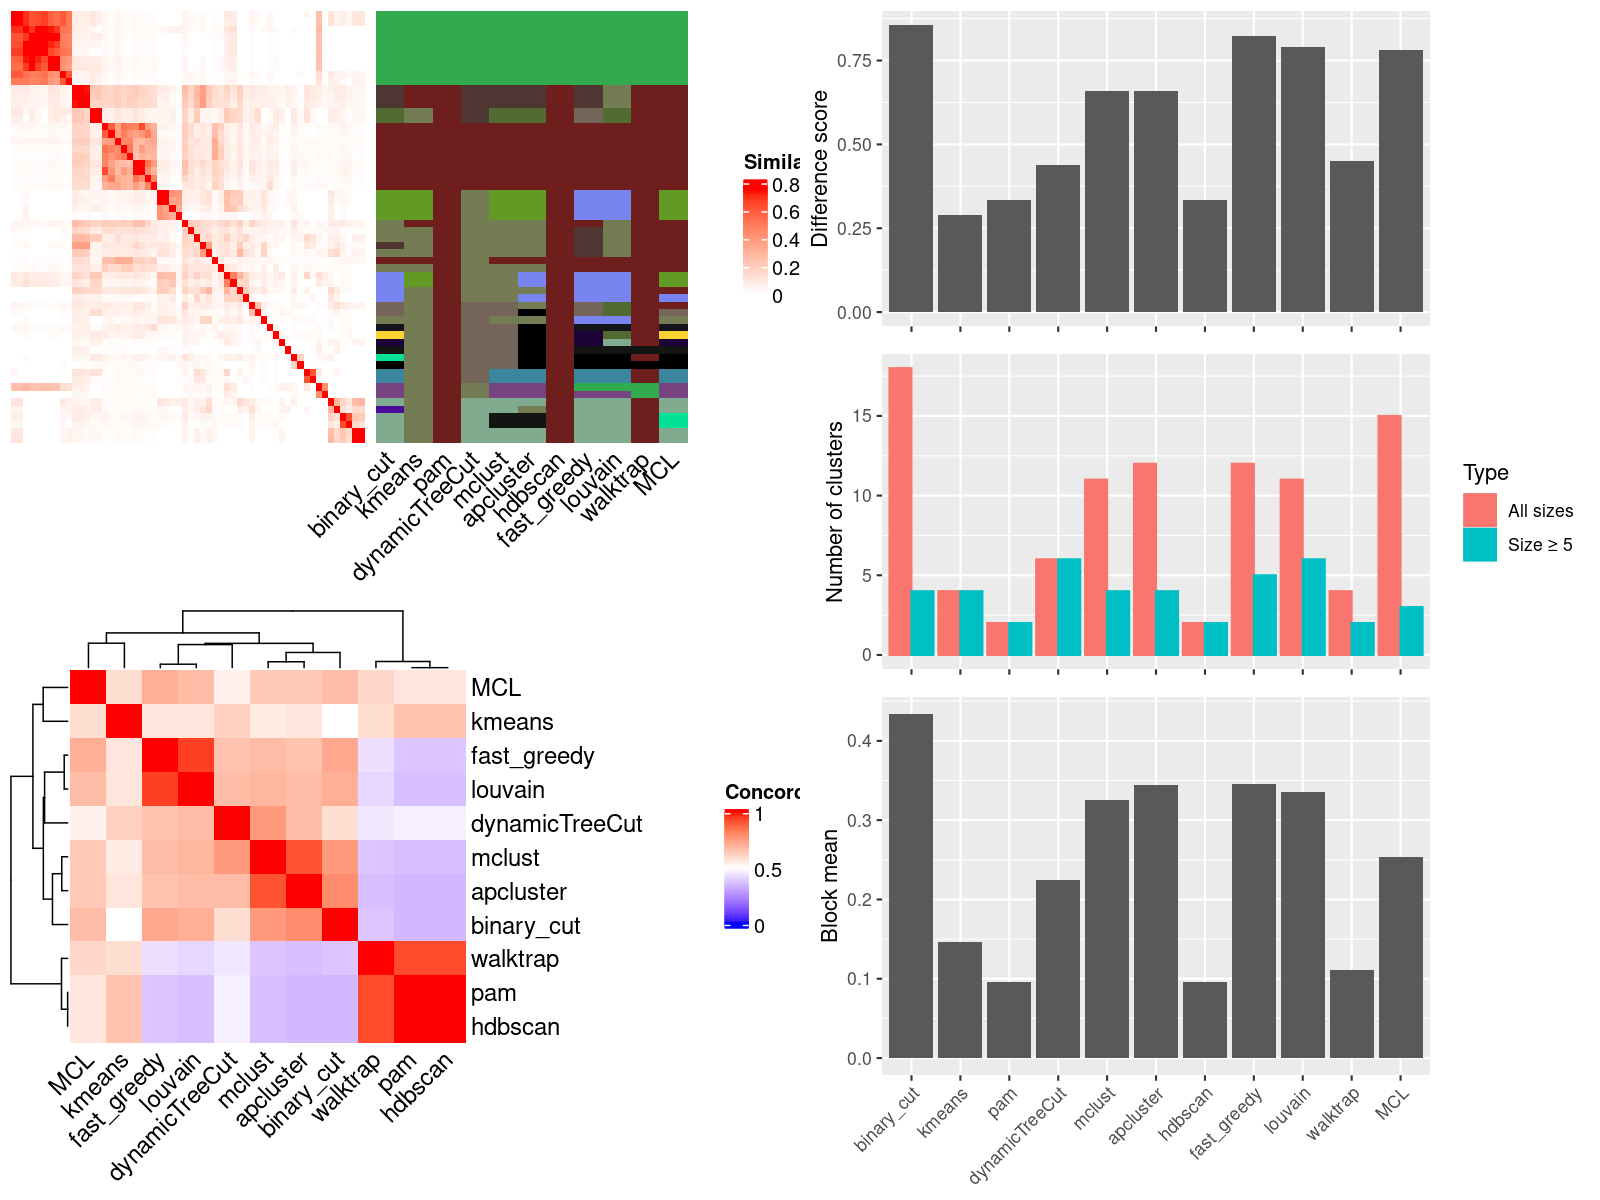 Simila
0.8
0.6
0.4
0.2
0
binary_cut
kmeans
pam
dynamicTreeCut
mclust
apcluster
hdbscan
fast_greedy
louvain
walktrap
MCL
MCL
kmeans
fast_greedy
louvain
dynamicTreeCut
mclust
apcluster
binary_cut
walktrap
pam
hdbscan
MCL
kmeans
fast_greedy
louvain
dynamicTreeCut
mclust
apcluster
binary_cut
walktrap
pam
hdbscan
Concord
1
0.5
0
Difference score
0.75
0.50
0.25
0.00
Number of clusters
15
10
5
0
Type
All sizes
Size ≥ 5
Block mean
0.4
0.3
0.2
0.1
0.0
binary_cut
kmeans
pam
dynamicTreeCut
mclust
apcluster
hdbscan
fast_greedy
louvain
walktrap
MCL